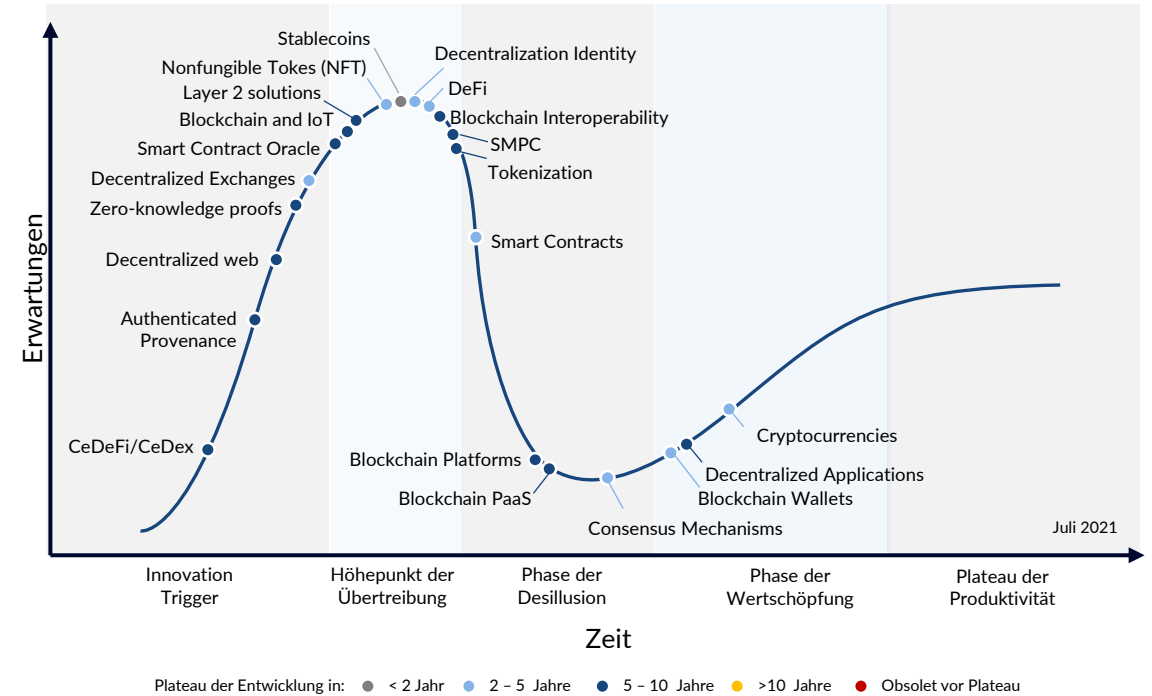 Stablecoins
Decentralization Identity
Nonfungible Tokes (NFT)
DeFi
Layer 2 solutions
Blockchain and IoT
Blockchain Interoperability
Smart Contract Oracle
SMPC
Tokenization
Decentralized Exchanges
Zero-knowledge proofs
Smart Contracts
Decentralized web
Authenticated
Provenance
Erwartungen
CeDeFi/CeDex
Cryptocurrencies
Blockchain Platforms
Decentralized Applications
Blockchain PaaS
Blockchain Wallets
Consensus Mechanisms
Juli 2021
Innovation
Trigger
Höhepunkt der
Übertreibung
Phase der
Desillusion
Phase der
Wertschöpfung
Plateau der
Produktivität
Zeit
Plateau der Entwicklung in: < 2 Jahr 2 – 5 Jahre 5 – 10 Jahre >10 Jahre Obsolet vor Plateau